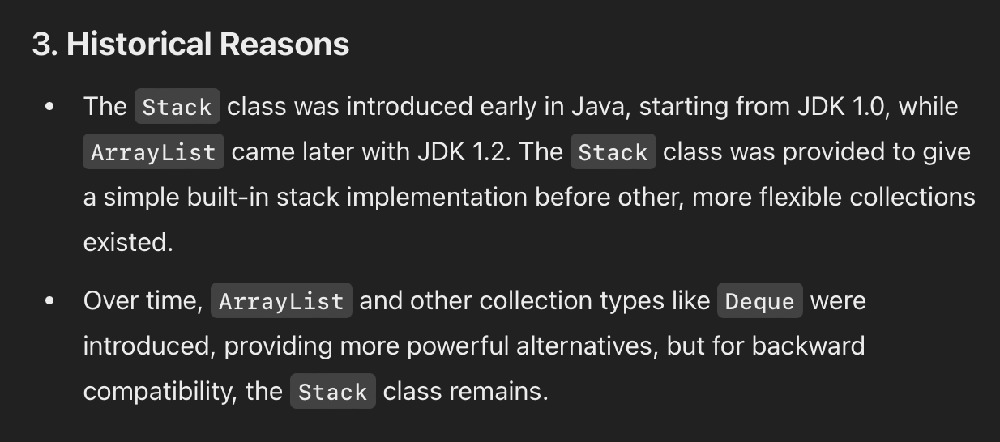 3. Historical Reasons
• The Stack class was introduced early in Java, starting from JDK 1.0, while
ArrayList came later with JDK 1.2. The Stack class was provided to give
a simple built-in stack implementation before other, more flexible collections
existed.
• Over time, ArrayList and other collection types like Deque were
introduced, providing more powerful alternatives, but for backward
compatibility, the Stack class remains.